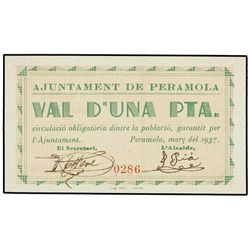 AJUNTAMENT DE PERAMOLA
VAL D'UNA PTA.
circulació obligatòria dintre la població, garantit per
l'Ajuntament. Peramola, març del 1937.
El Secretari, L'Alcalde,
0286